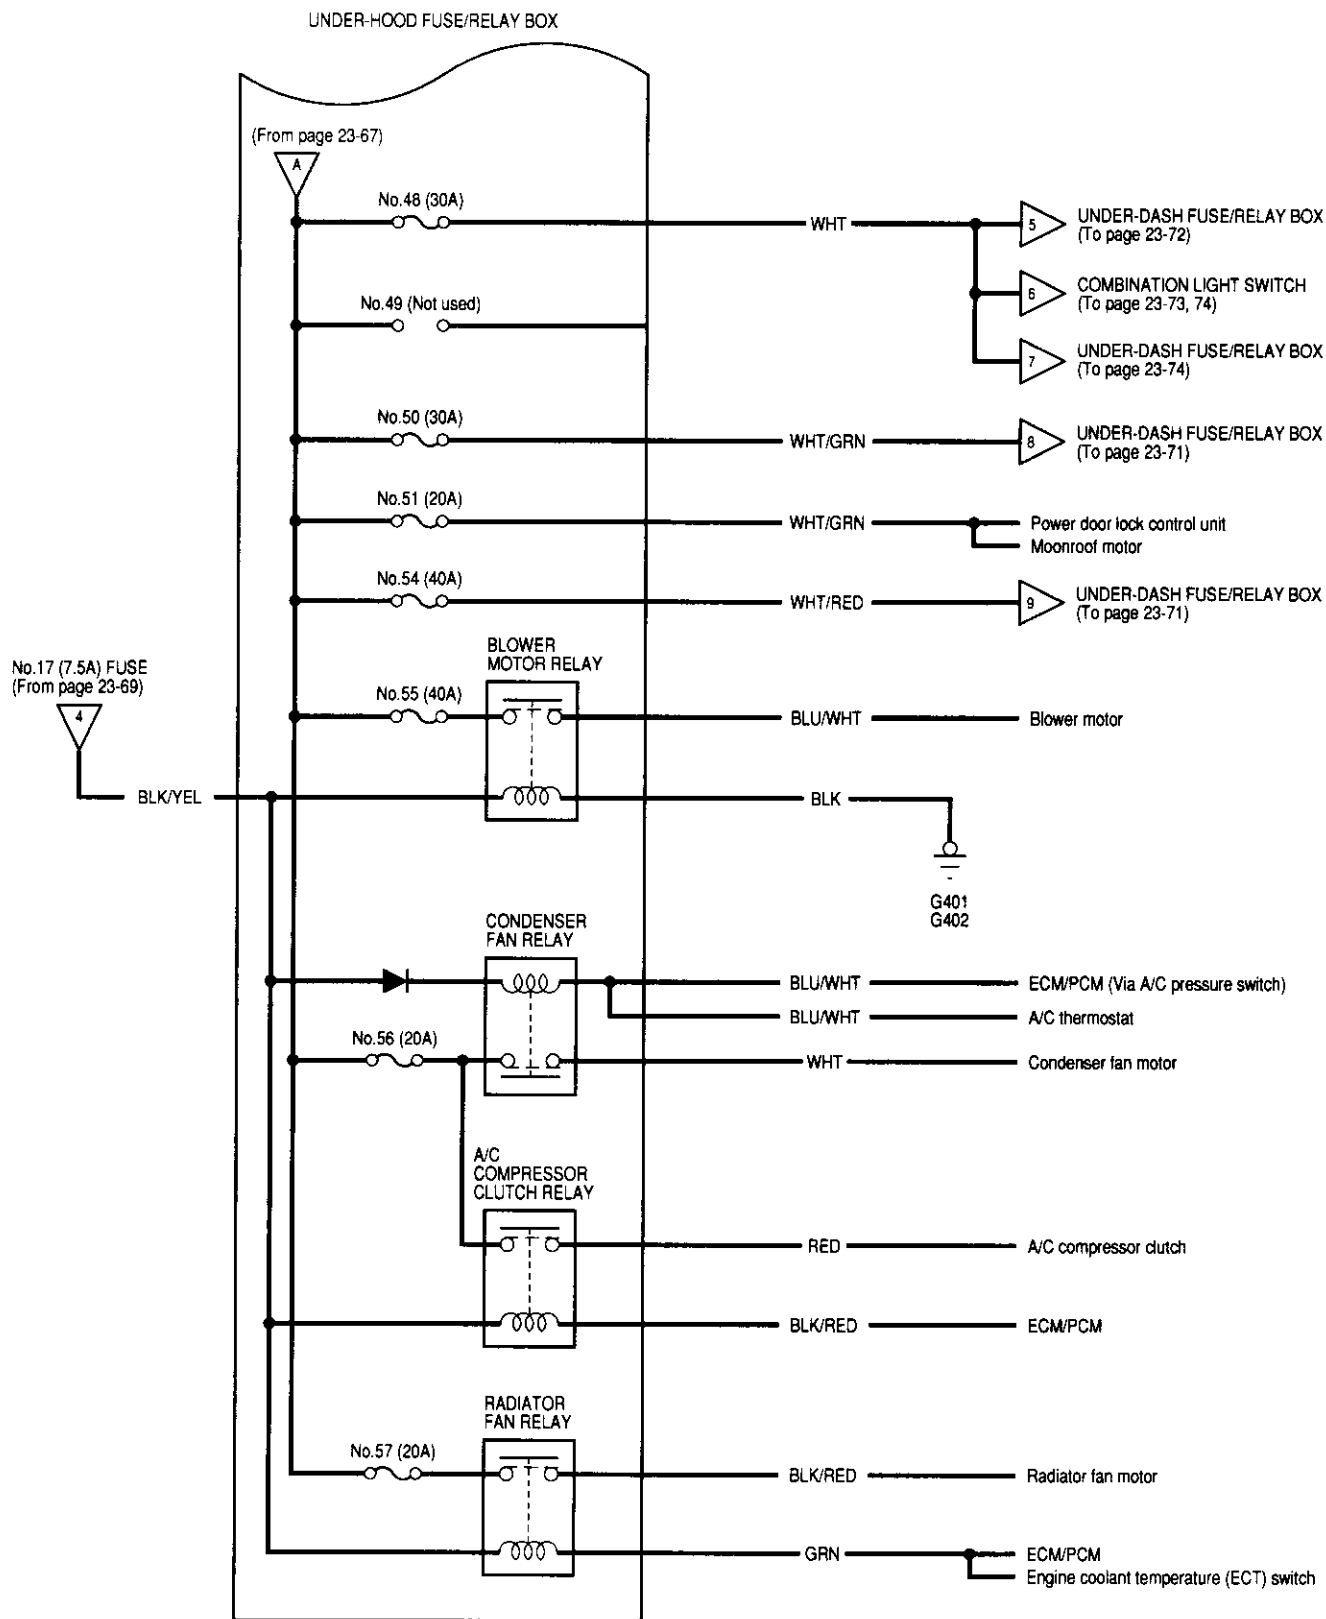 UNDER-HOOD FUSE/RELAY BOX
(From page 23-67)
A
No.48 (30A)
WHT
5
UNDER-DASH FUSE/RELAY BOX
(To page 23-72)
6
COMBINATION LIGHT SWITCH
(To page 23-73, 74)
No.49 (Not used)
7
UNDER-DASH FUSE/RELAY BOX
(To page 23-74)
No.50 (30A)
WHT/GRN
8
UNDER-DASH FUSE/RELAY BOX
(To page 23-71)
No.51 (20A)
WHT/GRN
Power door lock control unit
Moonroof motor
No.54 (40A)
WHT/RED
9
UNDER-DASH FUSE/RELAY BOX
(To page 23-71)
No.17 (7.5A) FUSE
(From page 23-69)
4
BLOWER
MOTOR RELAY
No.55 (40A)
BLU/WHT
Blower motor
BLK/YEL
BLK
G401
G402
CONDENSER
FAN RELAY
BLU/WHT
ECM/PCM (Via A/C pressure switch)
BLU/WHT
A/C thermostat
No.56 (20A)
WHT
Condenser fan motor
A/C
COMPRESSOR
CLUTCH RELAY
RED
A/C compressor clutch
BLK/RED
ECM/PCM
RADIATOR
FAN RELAY
No.57 (20A)
BLK/RED
Radiator fan motor
GRN
ECM/PCM
Engine coolant temperature (ECT) switch